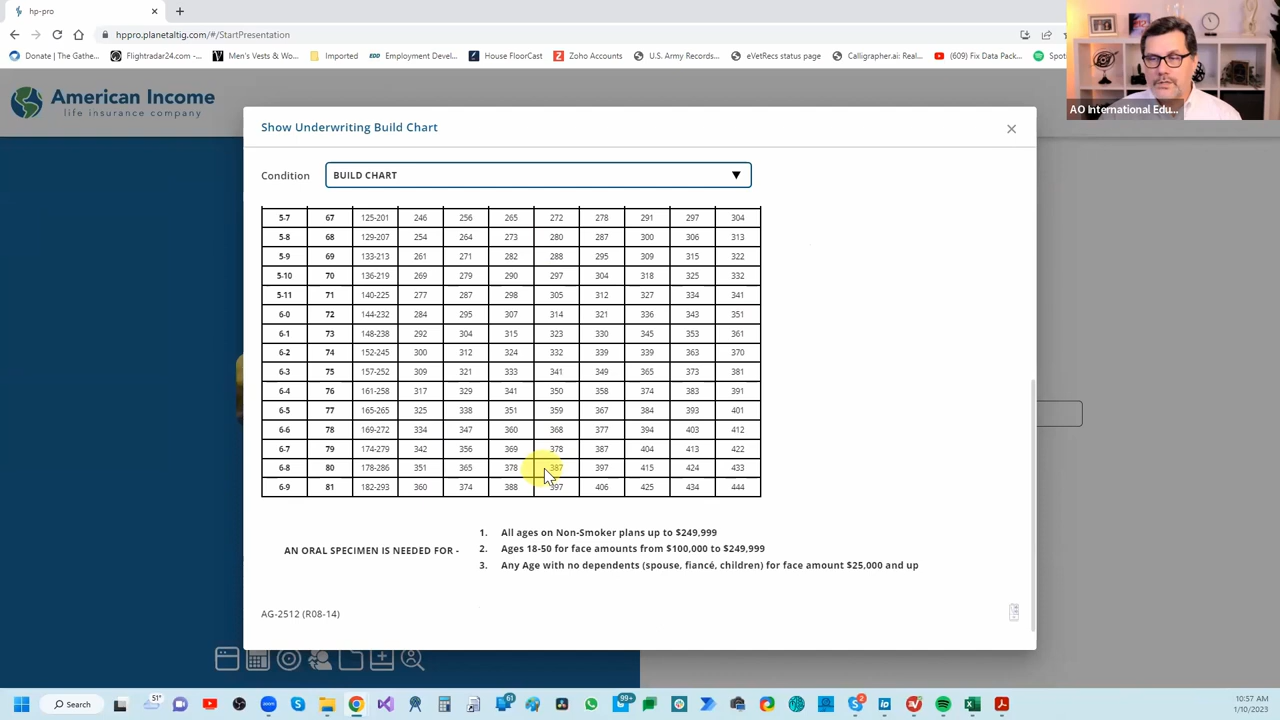 hp-pro
hppro.planetaltig.com/#/StartPresentation
Donate | The Gathe... Flightradar24.com -... Men's Vests & Wo... Imported EDD Employment Devel... House FloorCast Zoho Accounts U.S. Army Records... eVetRecs status page Calligrapher.ai: Real... (609) Fix Data Pack... Spot
AO International Edu...
American Income
life insurance company
Show Underwriting Build Chart
Condition BUILD CHART
5-7 67 125-201 246 256 265 272 278 291 297 304
5-8 68 129-207 254 264 273 280 287 300 306 313
5-9 69 133-213 261 271 282 288 295 309 315 322
5-10 70 136-219 269 279 290 297 304 318 325 332
5-11 71 140-225 277 287 298 305 312 327 334 341
6-0 72 144-232 284 295 307 314 321 336 343 351
6-1 73 148-238 292 304 315 323 330 345 353 361
6-2 74 152-245 300 312 324 332 339 339 363 370
6-3 75 157-252 309 321 333 341 349 365 373 381
6-4 76 161-258 317 329 341 350 358 374 383 391
6-5 77 165-265 325 338 351 359 367 384 393 401
6-6 78 169-272 334 347 360 368 377 394 403 412
6-7 79 174-279 342 356 369 378 387 404 413 422
6-8 80 178-286 351 365 378 387 397 415 424 433
6-9 81 182-293 360 374 388 397 406 425 434 444
AN ORAL SPECIMEN IS NEEDED FOR -
1. All ages on Non-Smoker plans up to $249,999
2. Ages 18-50 for face amounts from $100,000 to $249,999
3. Any Age with no dependents (spouse, fiancé, children) for face amount $25,000 and up
AG-2512 (R08-14)
Search
51°
61
99+
2
10:57 AM
1/10/2023